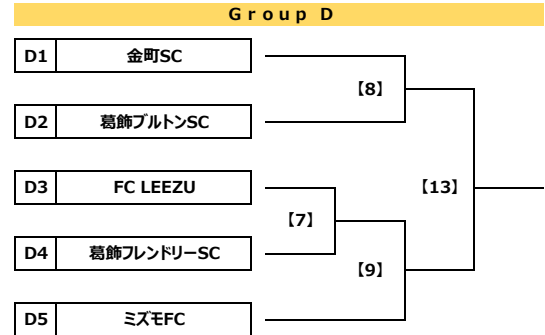 Group D
D1 金町SC
【8】
D2 葛飾ブルトンSC
D3 FC LEEZU
【13】
【7】
D4 葛飾フレンドリーSC
【9】
D5 ミズモFC